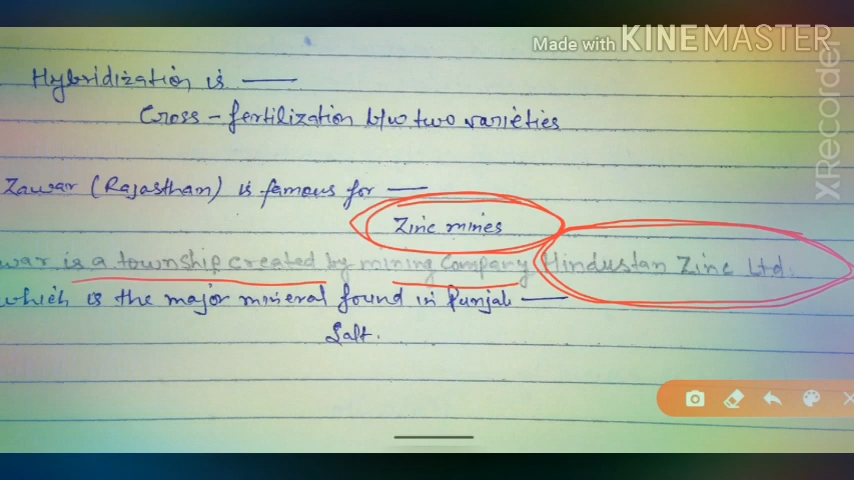 Made with KINEMASTER
XRecorder
Hybridization is ——
Cross - fertilization b/w two varieties
Zawar (Rajasthan) is famous for ——
Zinc mines
war is a township created by mining Company Hindustan Zinc Ltd.
which is the major mineral found in Punjab ——
Salt.